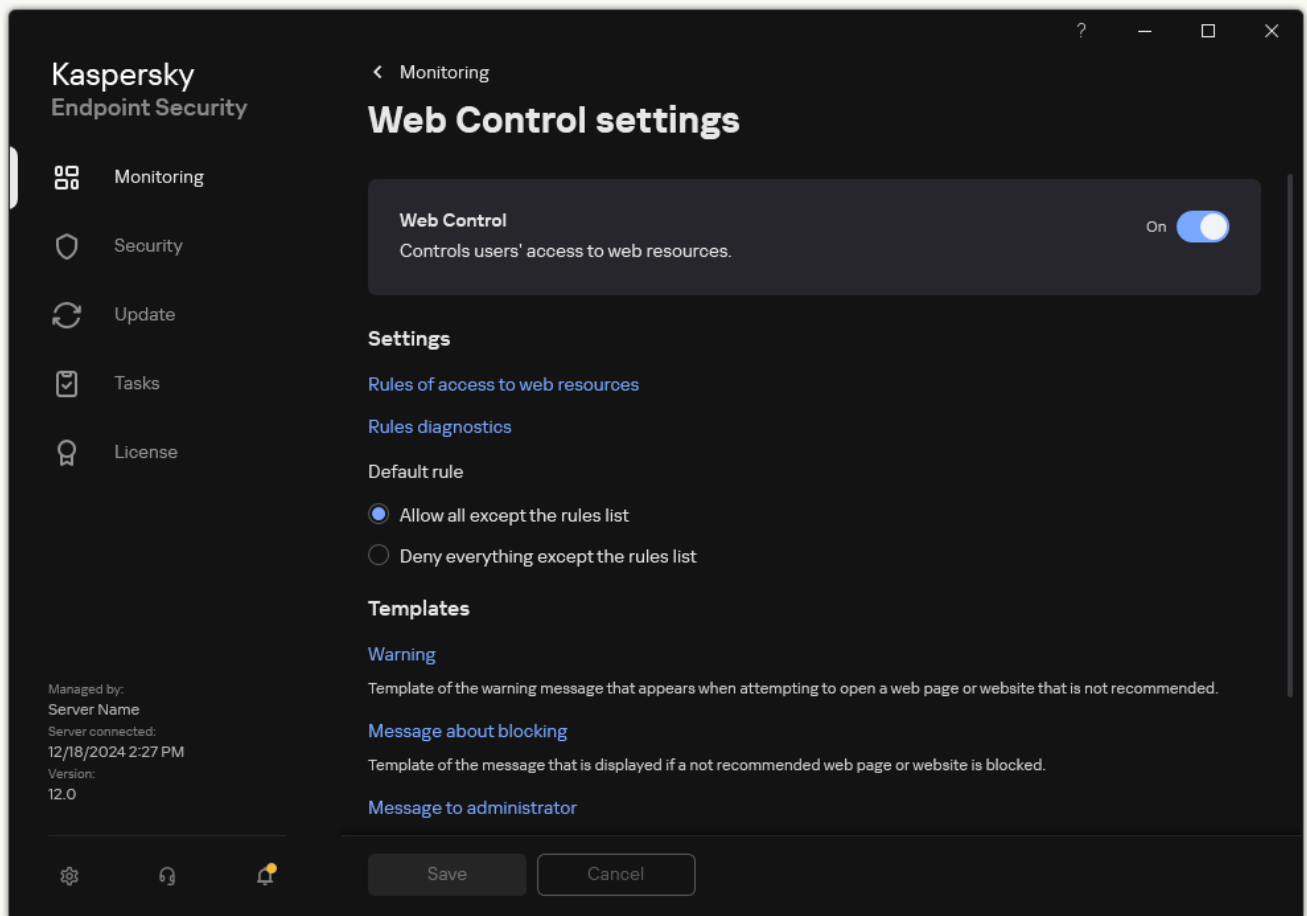 ?
Kaspersky
Endpoint Security
Monitoring
Security
Update
Tasks
License
Managed by:
Server Name
Server connected:
12/18/2024 2:27 PM
Version:
12.0
Monitoring
Web Control settings
Web Control
Controls users' access to web resources.
On
Settings
Rules of access to web resources
Rules diagnostics
Default rule
Allow all except the rules list
Deny everything except the rules list
Templates
Warning
Template of the warning message that appears when attempting to open a web page or website that is not recommended.
Message about blocking
Template of the message that is displayed if a not recommended web page or website is blocked.
Message to administrator
Save
Cancel